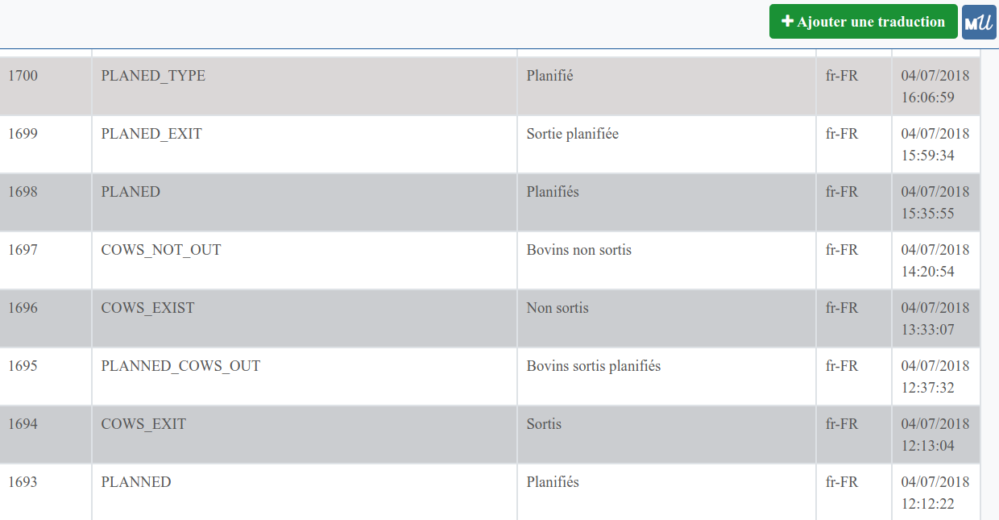 Ajouter une traduction
MU
1700 PLANED_TYPE Planifié fr-FR 04/07/2018
16:06:59
1699 PLANED_EXIT Sortie planifiée fr-FR 04/07/2018
15:59:34
1698 PLANED Planifiés fr-FR 04/07/2018
15:35:55
1697 COWS_NOT_OUT Bovins non sortis fr-FR 04/07/2018
14:20:54
1696 COWS_EXIST Non sortis fr-FR 04/07/2018
13:33:07
1695 PLANNED_COWS_OUT Bovins sortis planifiés fr-FR 04/07/2018
12:37:32
1694 COWS_EXIT Sortis fr-FR 04/07/2018
12:13:04
1693 PLANNED Planifiés fr-FR 04/07/2018
12:12:22